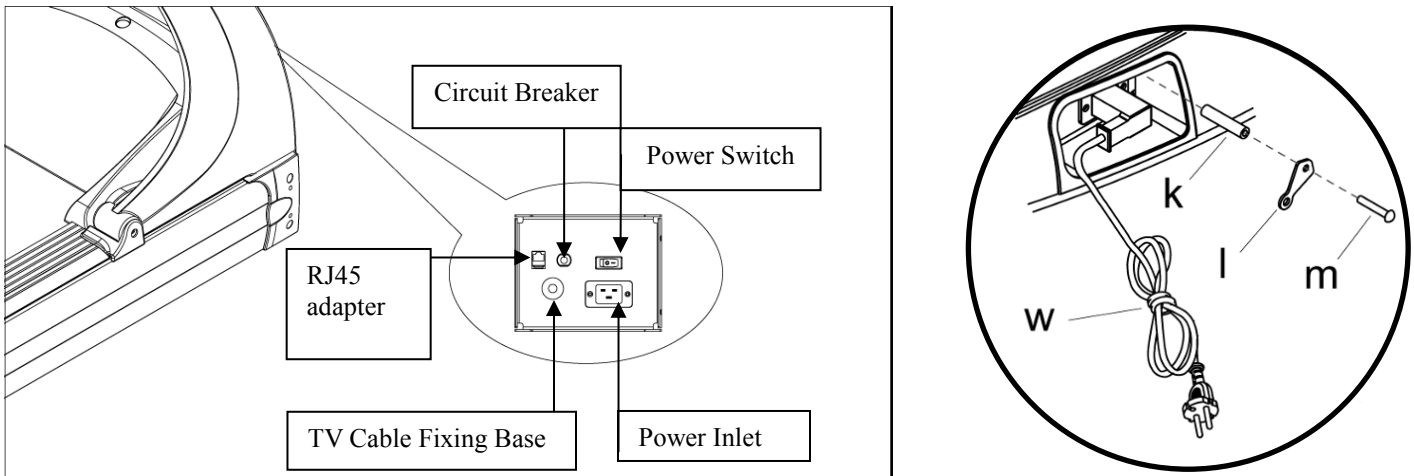 Circuit Breaker
Power Switch
RJ45
adapter
TV Cable Fixing Base
Power Inlet
k
l
m
w